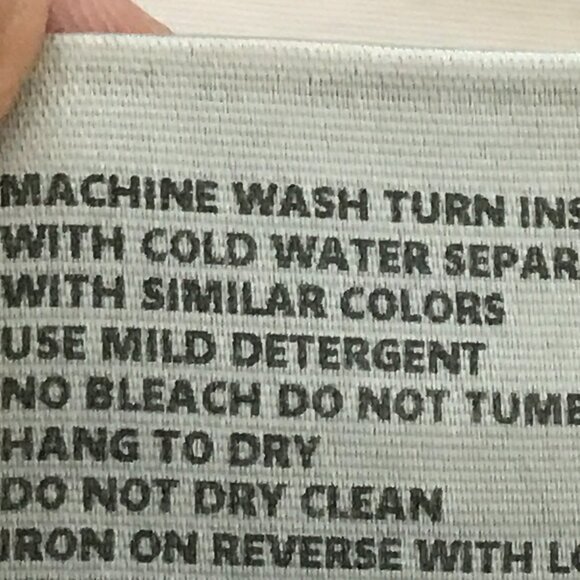 MACHINE WASH TURN INS
WITH COLD WATER SEPAR
WITH SIMILAR COLORS
USE MILD DETERGENT
NO BLEACH DO NOT TUMB
HANG TO DRY
DO NOT DRY CLEAN
IRON ON REVERSE WITH LO